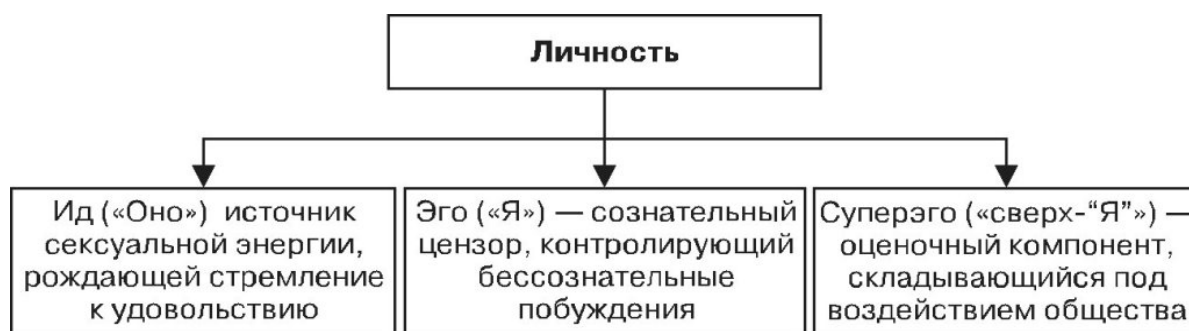 Личность
Ид («Оно») источник
сексуальной энергии,
рождающей стремление
к удовольствию
Эго («Я») — сознательный
цензор, контролирующий
бессознательные
побуждения
Суперэго («сверх-“Я”») —
оценочный компонент,
складывающийся под
воздействием общества